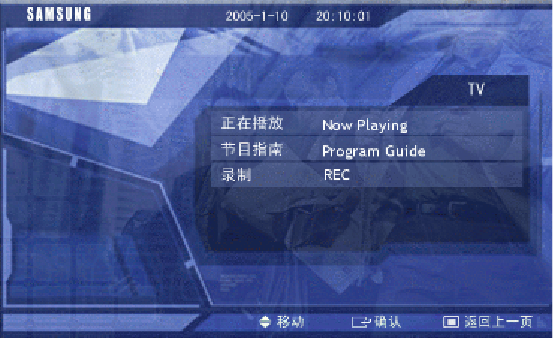 SAMSUNG 2005-1-10 20:10:01
TV
正在播放 Now Playing
节目指南 Program Guide
录制 REC
移动 确认 返回上一页